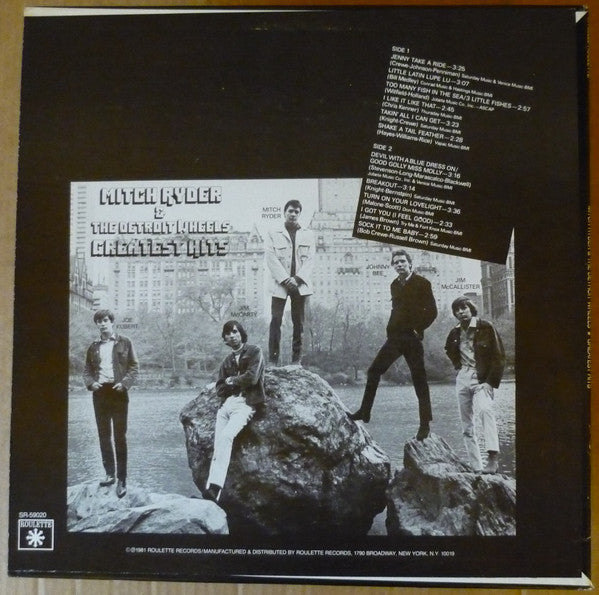 SIDE 1
JENNY TAKE A RIDE—3:25
(Crewe-Johnson-Penniman) Saturday Music & Venice Music-BMI
LITTLE LATIN LUPE LU—3:07
(Bill Medley) Conrad Music & Hastings Music-BMI
TOO MANY FISH IN THE SEA/3 LITTLE FISHES—2:57
(Whitfield-Holland) Jobete Music Co., Inc. - ASCAP
I LIKE IT LIKE THAT—2:45
(Chris Kenner) Thursday Music-BMI
TAKIN' ALL I CAN GET—3:23
(Knight-Crewe) Saturday Music-BMI
SHAKE A TAIL FEATHER—2:28
(Hayes-Williams-Rice) Vapac Music-BMI
SIDE 2
DEVIL WITH A BLUE DRESS ON/
GOOD GOLLY MISS MOLLY—3:16
(Stevenson-Long-Marascalco-Blackwell)
Jobete Music Co., Inc & Venice Music-BMI
BREAKOUT—3:14
(Knight-Bernstein) Saturday Music-BMI
TURN ON YOUR LOVELIGHT—3:36
(Malone-Scott) Don Music-BMI
I GOT YOU (I FEEL GOOD)—2:33
(James Brown) Try Me & Fort Knox Music-BMI
SOCK IT TO ME BABY—2:59
(Bob Crewe-Russell Brown) Saturday Music-BMI
MITCH RYDER
&
THE DETROIT WHEELS
GREATEST HITS
MITCH
RYDER
JOHNNY
BEE
JIM
McCALLISTER
JOE
KUBERT
JIM
McCARTY
SR-59020
ROULETTE
©℗1981 ROULETTE RECORDS/MANUFACTURED & DISTRIBUTED BY ROULETTE RECORDS, 1790 BROADWAY, NEW YORK, N.Y. 10019